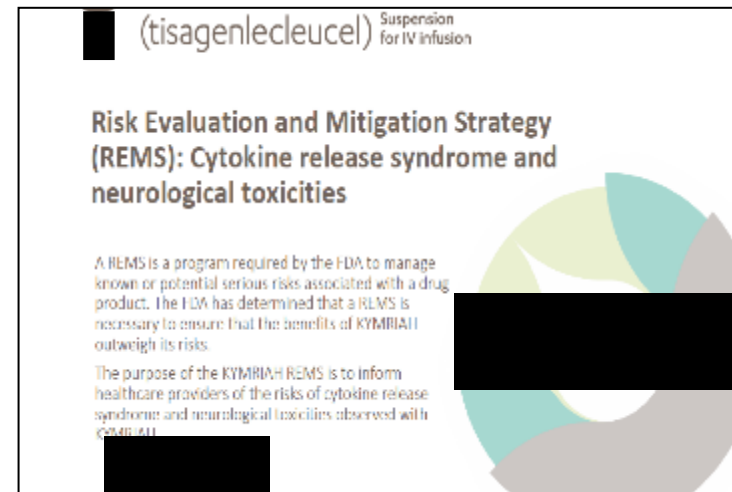 (tisagenlecleucel) Suspension
for IV infusion
Risk Evaluation and Mitigation Strategy
(REMS): Cytokine release syndrome and
neurological toxicities
A REMS is a program required by the FDA to manage
known or potential serious risks associated with a drug
product. The FDA has determined that a REMS is
necessary to ensure that the benefits of KYMRIAH
outweigh its risks.
The purpose of the KYMRIAH REMS is to inform
healthcare providers of the risks of cytokine release
syndrome and neurological toxicities observed with